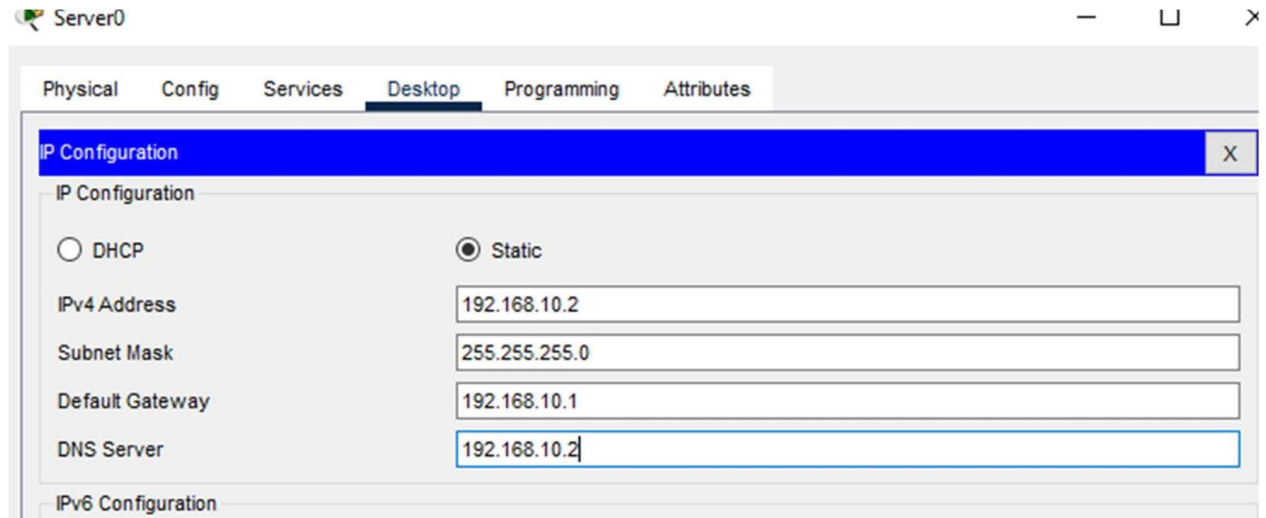 Server0
Physical Config Services Desktop Programming Attributes
IP Configuration X
IP Configuration
DHCP Static
IPv4 Address 192.168.10.2
Subnet Mask 255.255.255.0
Default Gateway 192.168.10.1
DNS Server 192.168.10.2
IPv6 Configuration